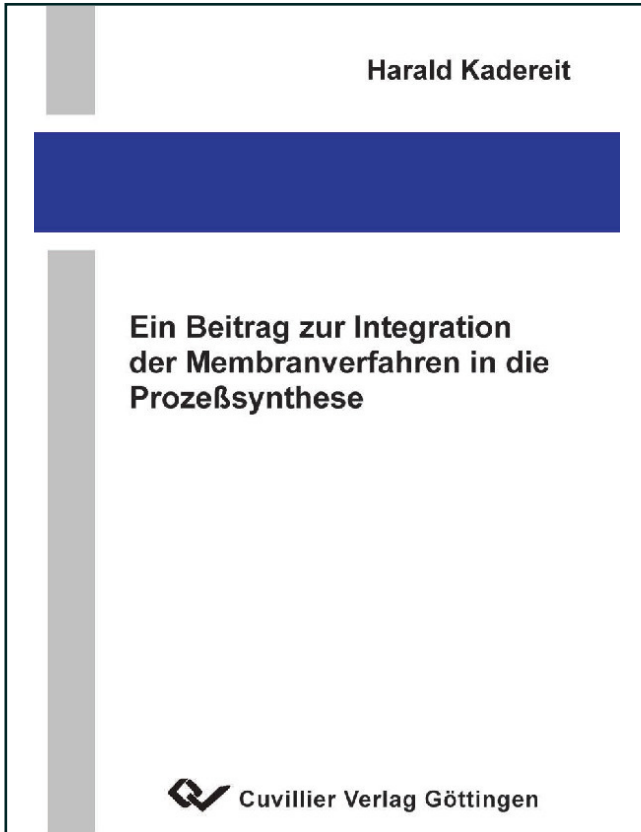 Harald Kadereit
Ein Beitrag zur Integration
der Membranverfahren in die
Prozeßsynthese
Cuvillier Verlag Göttingen